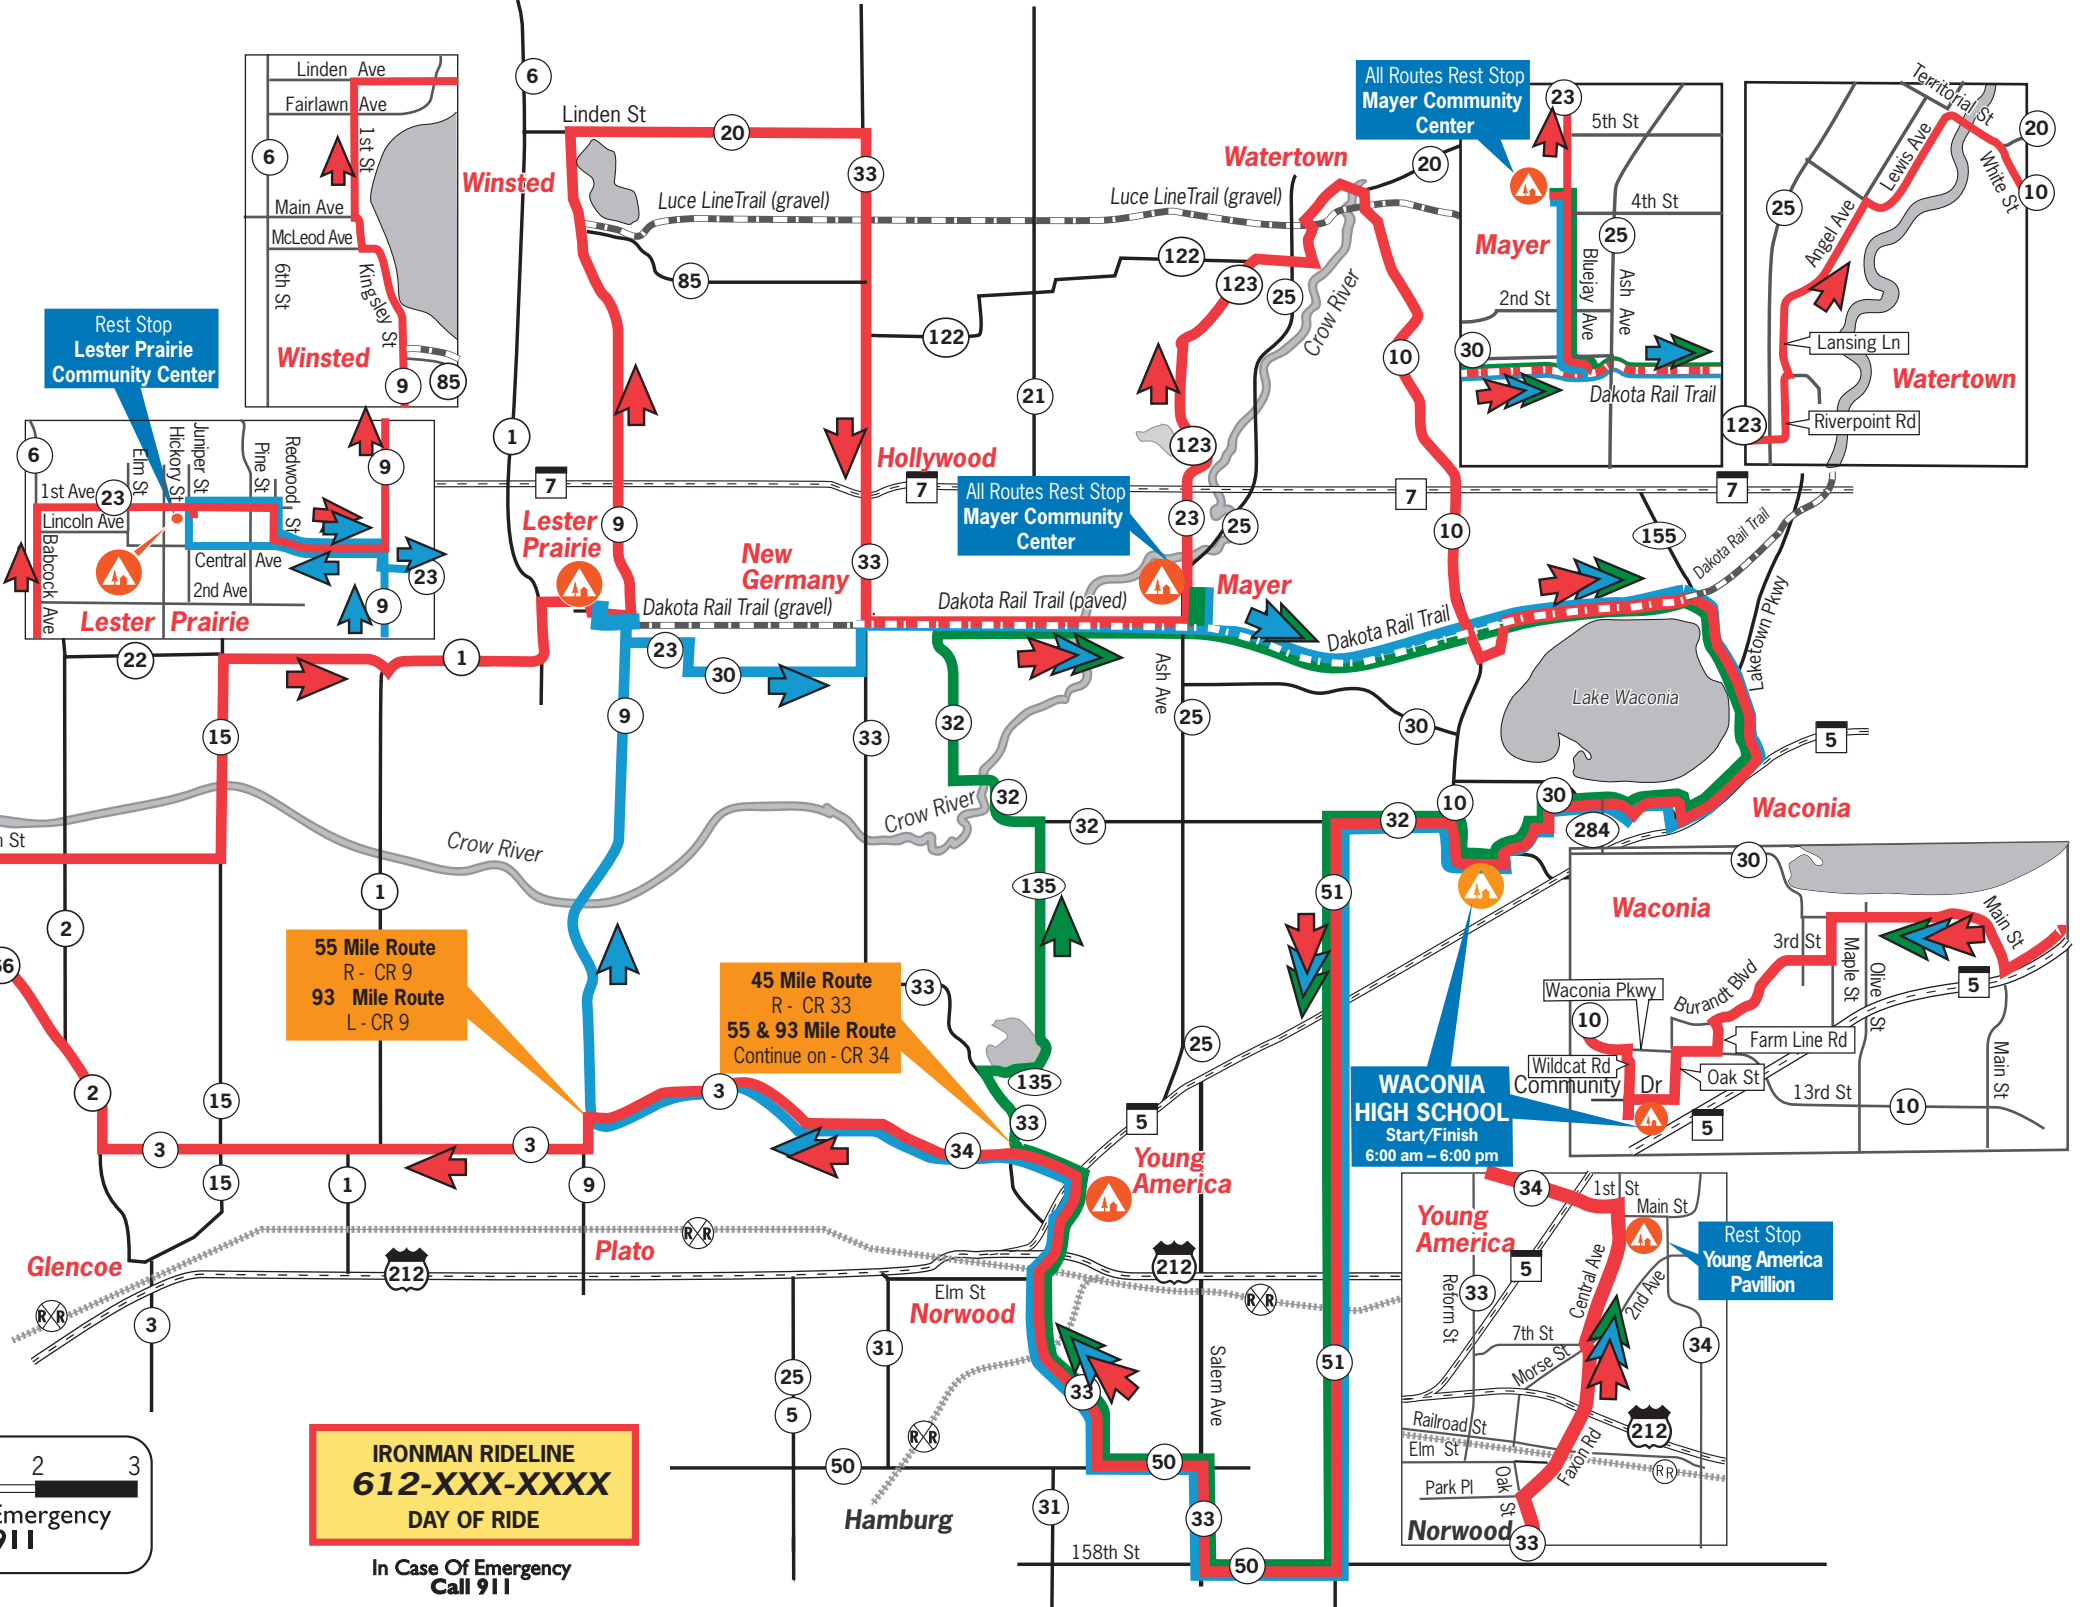 6
Linden Ave
Fairlawn Ave
1st St
6
Main Ave
McLeod Ave
6th St
Kingsley St
Winsted
9
85
Linden St
20
33
Winsted
Luce LineTrail (gravel)
85
122
21
Luce LineTrail (gravel)
122
123
25
Watertown
20
Crow River
10
All Routes Rest Stop
Mayer Community
Center
23
5th St
4th St
Mayer
25
Bluejay Ave
Ash Ave
2nd St
30
Dakota Rail Trail
Territorial St
20
Lewis Ave
White St
10
25
Angel Ave
Lansing Ln
Watertown
Riverpoint Rd
123
Rest Stop
Lester Prairie
Community Center
6
1st Ave
23
Elm St
Hickory St
Juniper St
Pine St
Redwood St
9
Lincoln Ave
Babcock Ave
Central Ave
2nd Ave
23
9
Lester Prairie
1
7
Lester
Prairie
9
New
Germany
33
Hollywood
7
All Routes Rest Stop
Mayer Community
Center
123
23
25
Mayer
7
10
155
7
Dakota Rail Trail
Dakota Rail Trail (gravel)
Dakota Rail Trail (paved)
Dakota Rail Trail
Laketown Pkwy
22
1
23
30
15
9
33
32
Ash Ave
25
30
Lake Waconia
5
Waconia
h St
Crow River
Crow River
32
32
32
10
30
284
2
1
135
51
66
55 Mile Route
R - CR 9
93 Mile Route
L - CR 9
45 Mile Route
R - CR 33
55 & 93 Mile Route
Continue on - CR 34
33
25
135
33
30
Waconia
Main St
3rd St
Maple St
Olive St
5
Burandt Blvd
Waconia Pkwy
10
Farm Line Rd
Wildcat Rd
Community Dr
Oak St
13rd St
10
Main St
5
WACONIA
HIGH SCHOOL
Start/Finish
6:00 am – 6:00 pm
2
15
3
3
3
34
5
Young
America
15
1
9
Glencoe
Plato
RR
212
212
RR
RR
3
Elm St
Norwood
31
25
5
33
Salem Ave
51
RR
50
50
Hamburg
31
33
158th St
50
34
1st St
Main St
Young
America
5
Rest Stop
Young America
Pavillion
Reform St
33
Central Ave
2nd Ave
7th St
Morse St
34
Railroad St
Elm St
212
RR
Faxon Rd
Park Pl
Oak St
Norwood
33
2 3
Emergency
911
IRONMAN RIDELINE
612-XXX-XXXX
DAY OF RIDE
In Case Of Emergency
Call 911